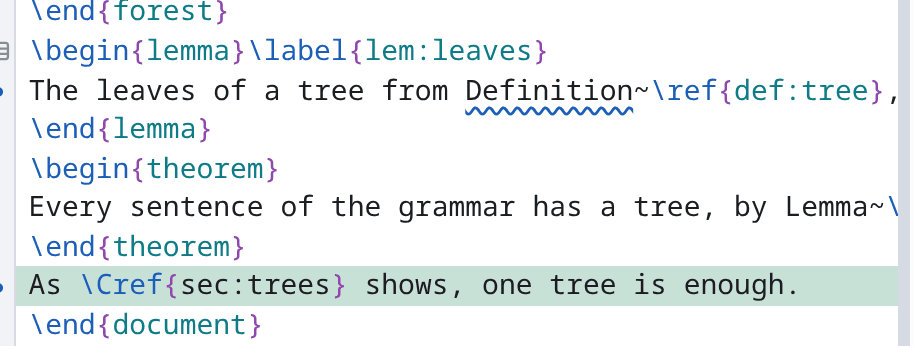 \end{forest}
\begin{lemma}\label{lem:leaves}
The leaves of a tree from Definition~\ref{def:tree},
\end{lemma}
\begin{theorem}
Every sentence of the grammar has a tree, by Lemma~\
\end{theorem}
As \Cref{sec:trees} shows, one tree is enough.
\end{document}